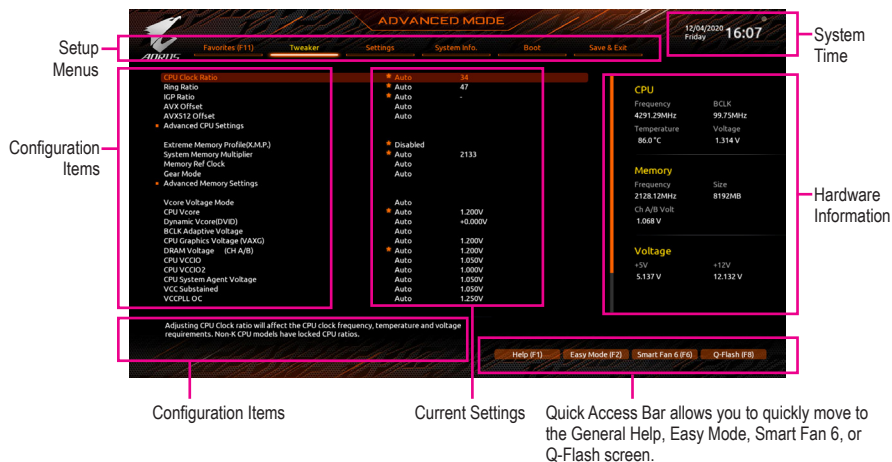 ADVANCED MODE
12/04/2020
Friday
16:07
System
Time
Setup
Menus
AORUS
Favorites (F11) Tweaker Settings System Info. Boot Save & Exit
CPU Clock Ratio Auto 34
Ring Ratio Auto 47
IGP Ratio Auto -
AVX Offset Auto
AVX512 Offset Auto
Advanced CPU Settings
Extreme Memory Profile(X.M.P.) Disabled
System Memory Multiplier Auto 2133
Memory Ref Clock Auto
Gear Mode Auto
Advanced Memory Settings
Vcore Voltage Mode Auto
CPU Vcore Auto 1.200V
Dynamic Vcore(DVID) Auto +0.000V
BCLK Adaptive Voltage Auto
CPU Graphics Voltage (VAXG) Auto 1.200V
DRAM Voltage (CH A/B) Auto 1.200V
CPU VCCIO Auto 1.050V
CPU VCCIO2 Auto 1.000V
CPU System Agent Voltage Auto 1.050V
VCC Substained Auto 1.050V
VCCPLL OC Auto 1.250V
Configuration
Items
CPU
Frequency BCLK
4291.29MHz 99.75MHz
Temperature Voltage
86.0°C 1.314 V
Memory
Frequency Size
2128.12MHz 8192MB
Ch A/B Volt
1.068 V
Voltage
+5V +12V
5.137 V 12.132 V
Hardware
Information
Adjusting CPU Clock ratio will affect the CPU clock frequency, temperature and voltage
requirements. Non-K CPU models have locked CPU ratios.
Help (F1) Easy Mode (F2) Smart Fan 6 (F6) Q-Flash (F8)
Configuration Items
Current Settings
Quick Access Bar allows you to quickly move to
the General Help, Easy Mode, Smart Fan 6, or
Q-Flash screen.